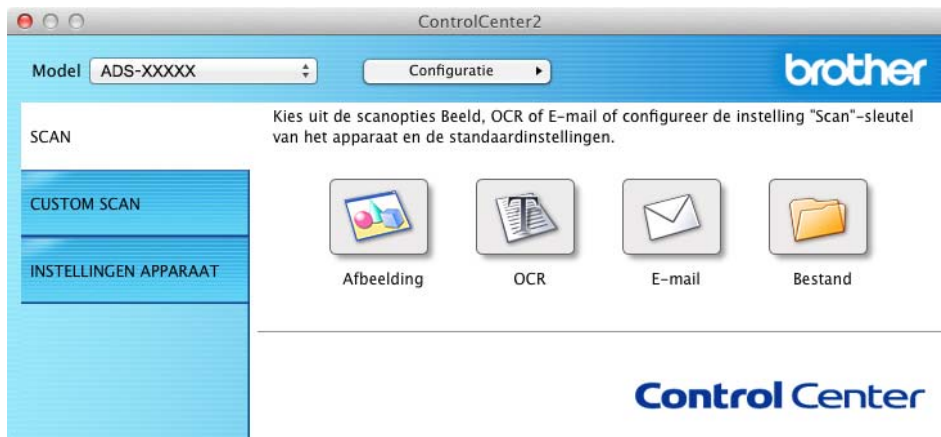 ControlCenter2
Model ADS-XXXXX Configuratie
brother
SCAN
CUSTOM SCAN
INSTELLINGEN APPARAAT
Kies uit de scanopties Beeld, OCR of E-mail of configureer de instelling "Scan"-sleutel
van het apparaat en de standaardinstellingen.
Afbeelding OCR E-mail Bestand
Control Center